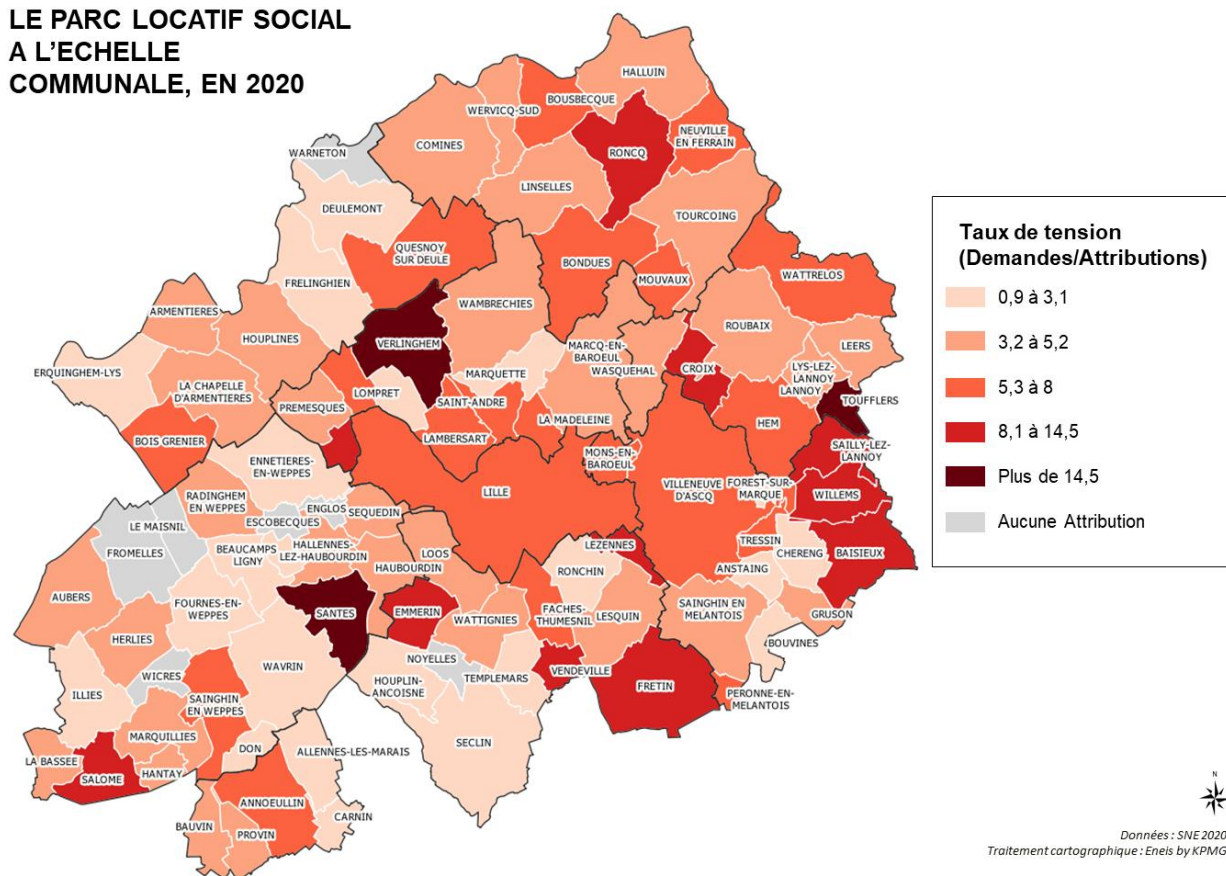 LE PARC LOCATIF SOCIAL
A L’ECHELLE
COMMUNALE, EN 2020
HALLUIN
BOUSBECQUE
WERVICQ-SUD
NEUVILLE
EN FERRAIN
COMINES
RONCQ
WARNETON
LINSELLES
DEULEMONT
TOURCOING
QUESNOY
SUR DEULE
BONDUES
MOUVAUX
WATTRELOS
FRELINGHIEN
WAMBRECHIES
ARMENTIERES
ROUBAIX
HOUPLINES
VERLINGHEM
MARCQ-EN-
BAROEUL
LEERS
WASQUEHAL
ERQUINGHEM-LYS
MARQUETTE
CROIX
LYS-LEZ-
LANNOY
LANNOY
LA CHAPELLE
D'ARMENTIERES
LOMPRET
PREMESQUES
SAINT-ANDRE
TOUFFLERS
LA MADELEINE
HEM
BOIS GRENIER
LAMBERSART
SAILLY-LEZ-
LANNOY
MONS-EN-
BAROEUL
ENNETIERES-
EN-WEPPES
VILLENEUVE
D'ASCQ
FOREST-SUR-
MARQUE
WILLEMS
LILLE
RADINGHEM
EN WEPPES
ENGLOS
SEQUEDIN
ESCOBECQUES
LE MAISNIL
TRESSIN
LEZENNES
CHERENG
BAISIEUX
FROMELLES
BEAUCAMPS
LIGNY
HALLENNES-
LEZ-HAUBOURDIN
LOOS
HAUBOURDIN
RONCHIN
ANSTAING
AUBERS
FOURNES-EN-
WEPPES
SANTES
EMMERIN
WATTIGNIES
FACHES-
THUMESNIL
LESQUIN
SAINGHIN EN
MELANTOIS
GRUSON
HERLIES
BOUVINES
NOYELLES
WAVRIN
WICRES
HOUPLIN-
ANCOISNE
TEMPLEMARS
VENDEVILLE
FRETIN
ILLIES
SAINGHIN
EN WEPPES
PERONNE-EN-
MELANTOIS
MARQUILLIES
DON
ALLENNES-LES-MARAIS
SECLIN
LA BASSEE
SALOME
HANTAY
ANNOEULLIN
CARNIN
BAUVIN
PROVIN
Taux de tension
(Demandes/Attributions)
0,9 à 3,1
3,2 à 5,2
5,3 à 8
8,1 à 14,5
Plus de 14,5
Aucune Attribution
N
Données : SNE 2020
Traitement cartographique : Eneis by KPMG